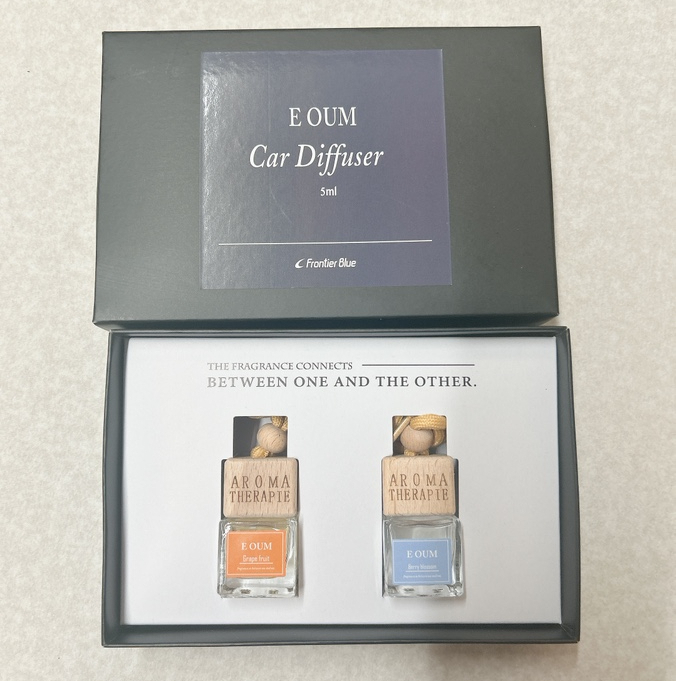 E OUM
Car Diffuser
5ml
Frontier Blue
THE FRAGRANCE CONNECTS
BETWEEN ONE AND THE OTHER.
AROMA
THERAPIE
E OUM
Grape fruit
AROMA
THERAPIE
E OUM